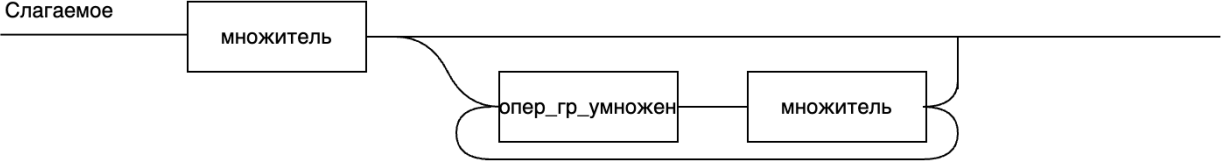 Слагаемое
множитель
опер_гр_умножен
множитель